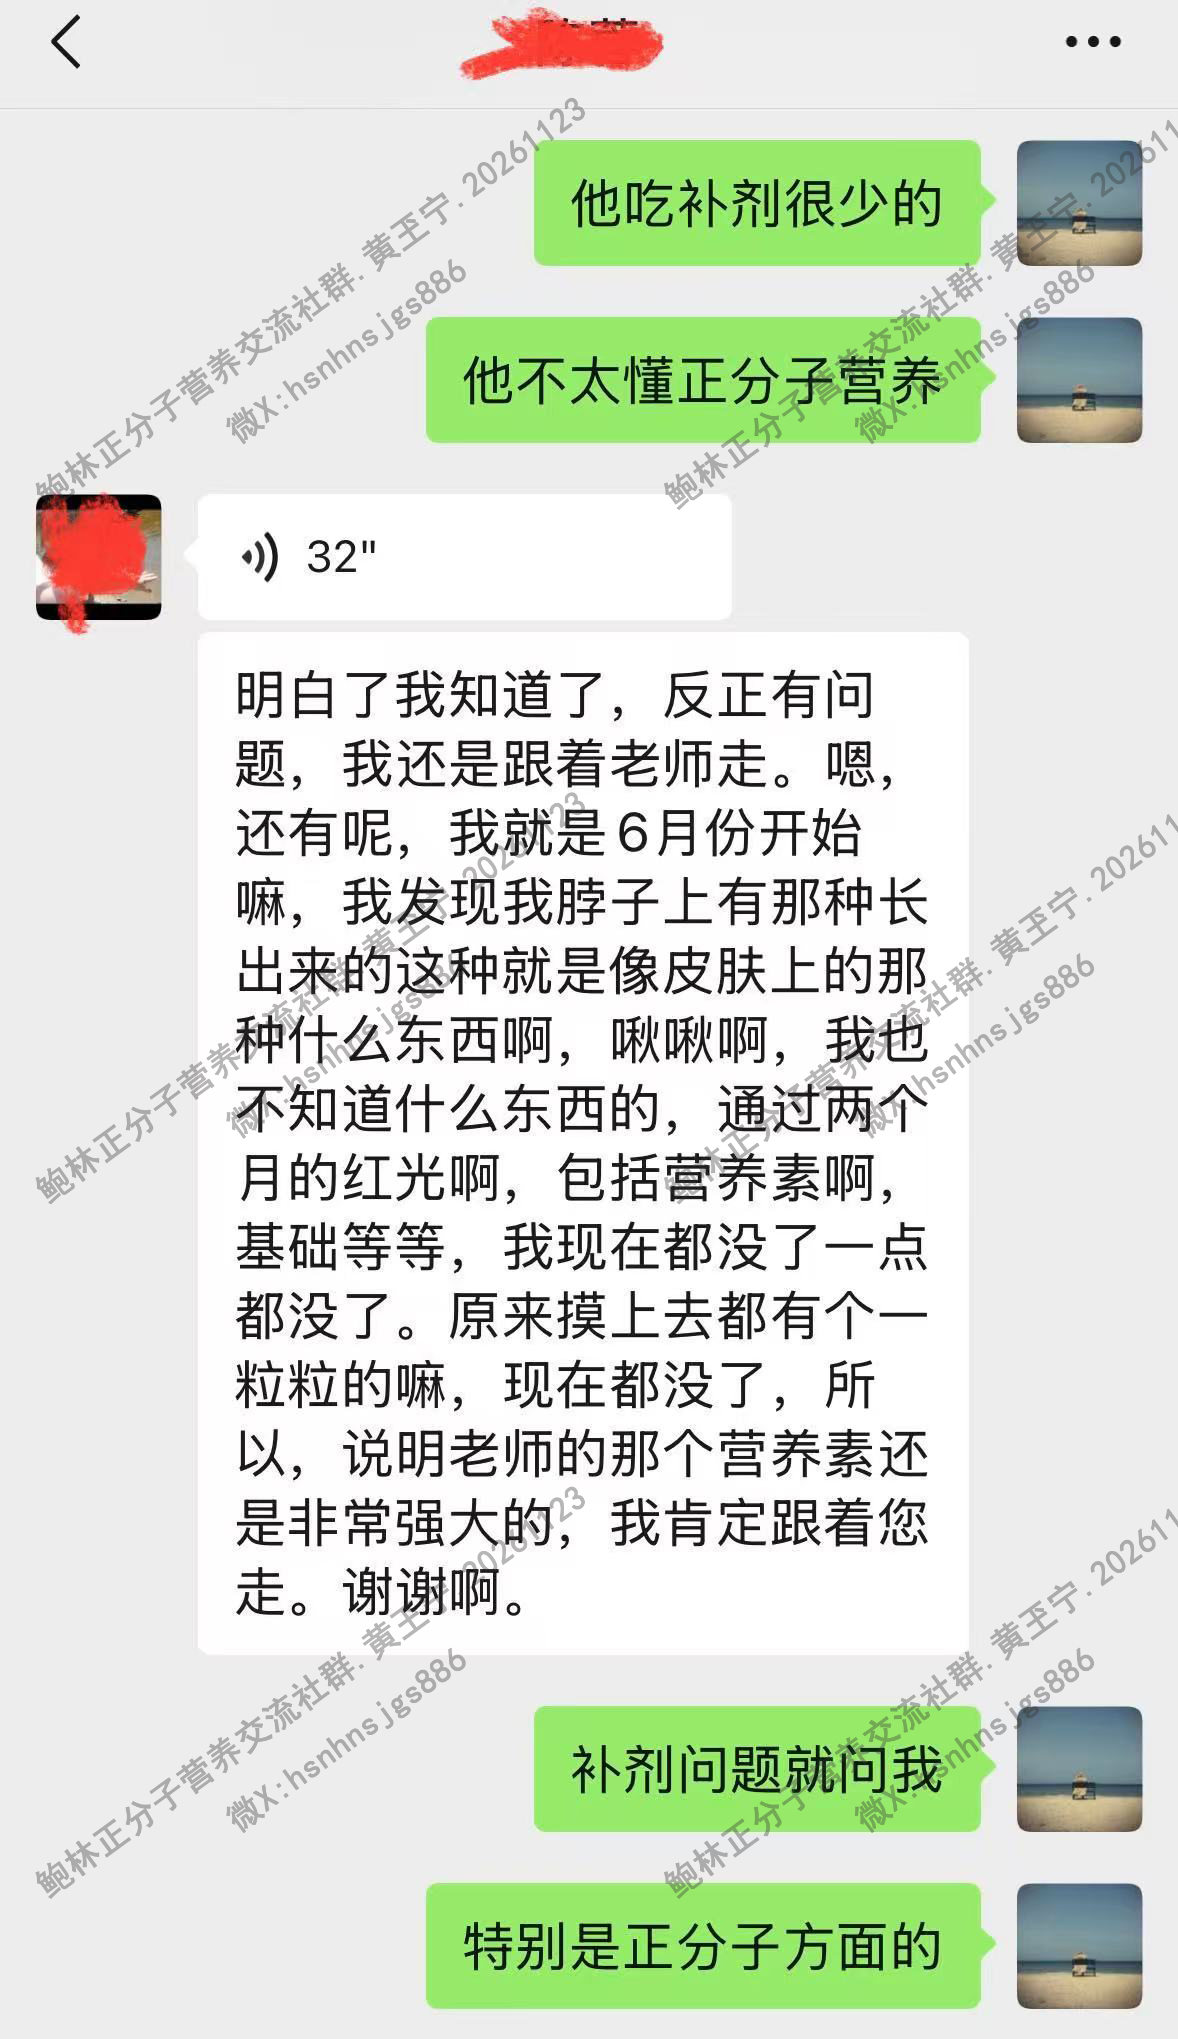 他吃补剂很少的
他不太懂正分子营养
32"
明白了我知道了，反正有问
题，我还是跟着老师走。嗯，
还有呢，我就是6月份开始
嘛，我发现我脖子上有那种长
出来的这种就是像皮肤上的那
种什么东西啊，啾啾啊，我也
不知道什么东西的，通过两个
月的红光啊，包括营养素啊，
基础等等，我现在都没了一点
都没了。原来摸上去都有个一
粒粒的嘛，现在都没了，所
以，说明老师的那个营养素还
是非常强大的，我肯定跟着您
走。谢谢啊。
补剂问题就问我
特别是正分子方面的
鲍林正分子营养交流社群.黄玊宁.20261123
微X:hsnhnsjgs886